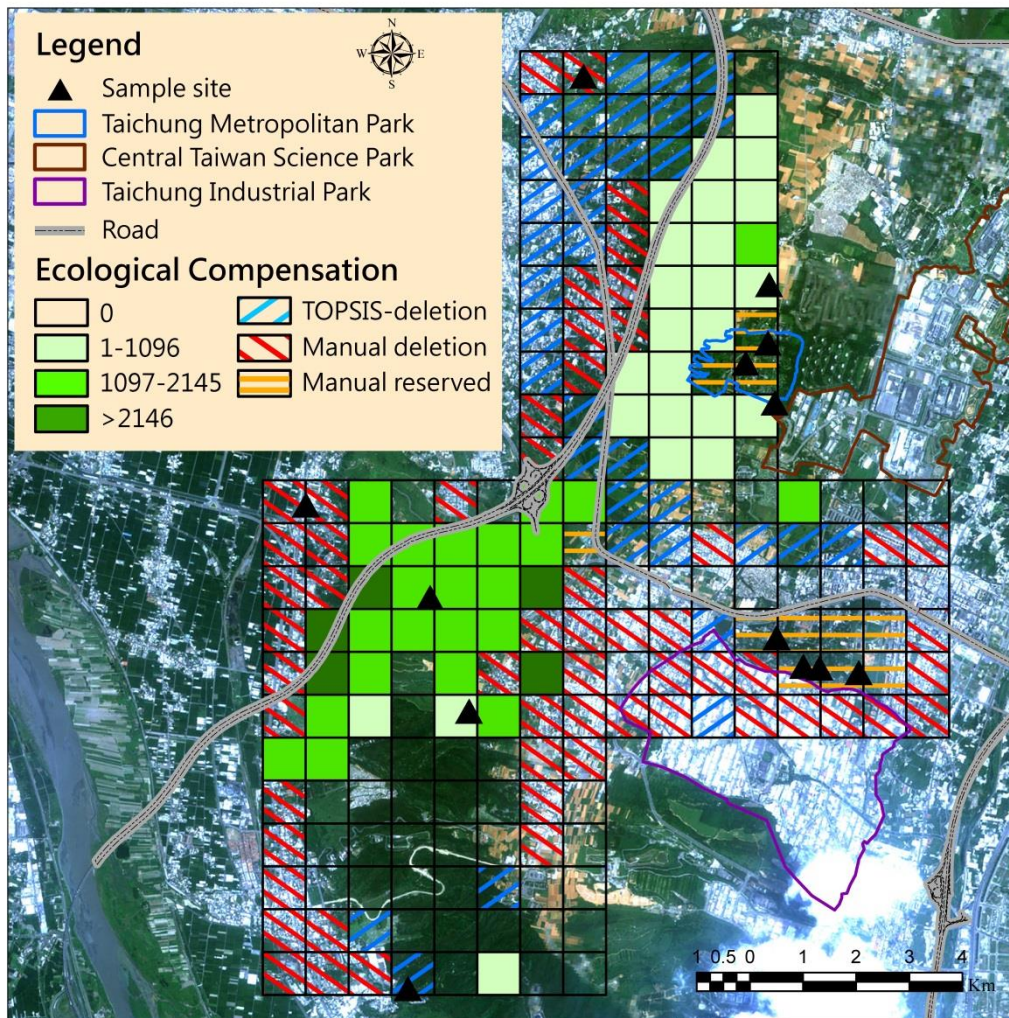 Legend
N
W E
S
Sample site
Taichung Metropolitan Park
Central Taiwan Science Park
Taichung Industrial Park
Road
Ecological Compensation
0
1-1096
1097-2145
>2146
TOPSIS-deletion
Manual deletion
Manual reserved
1 0.5 0 1 2 3 4
Km